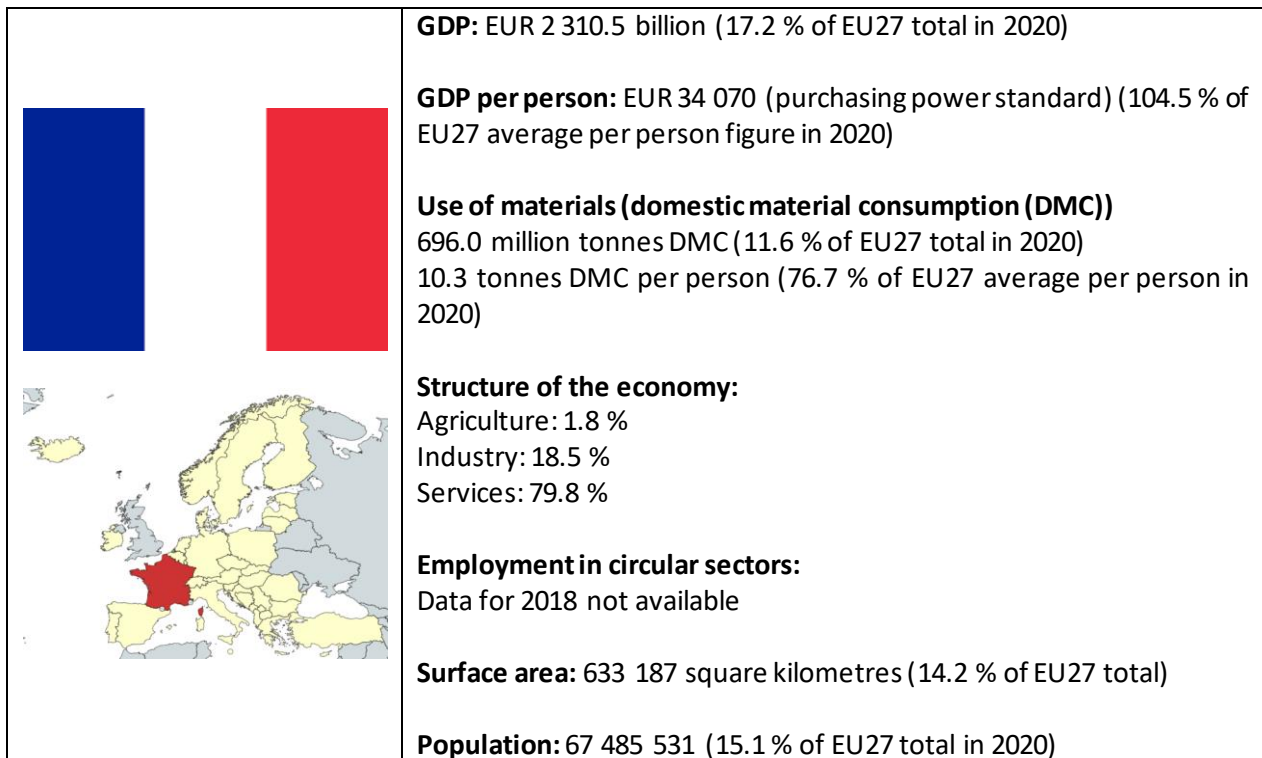 GDP: EUR 2 310.5 billion (17.2 % of EU27 total in 2020)
GDP per person: EUR 34 070 (purchasing power standard) (104.5 % of
EU27 average per person figure in 2020)
Use of materials (domestic material consumption (DMC))
696.0 million tonnes DMC (11.6 % of EU27 total in 2020)
10.3 tonnes DMC per person (76.7 % of EU27 average per person in
2020)
Structure of the economy:
Agriculture: 1.8 %
Industry: 18.5 %
Services: 79.8 %
Employment in circular sectors:
Data for 2018 not available
Surface area: 633 187 square kilometres (14.2 % of EU27 total)
Population: 67 485 531 (15.1 % of EU27 total in 2020)